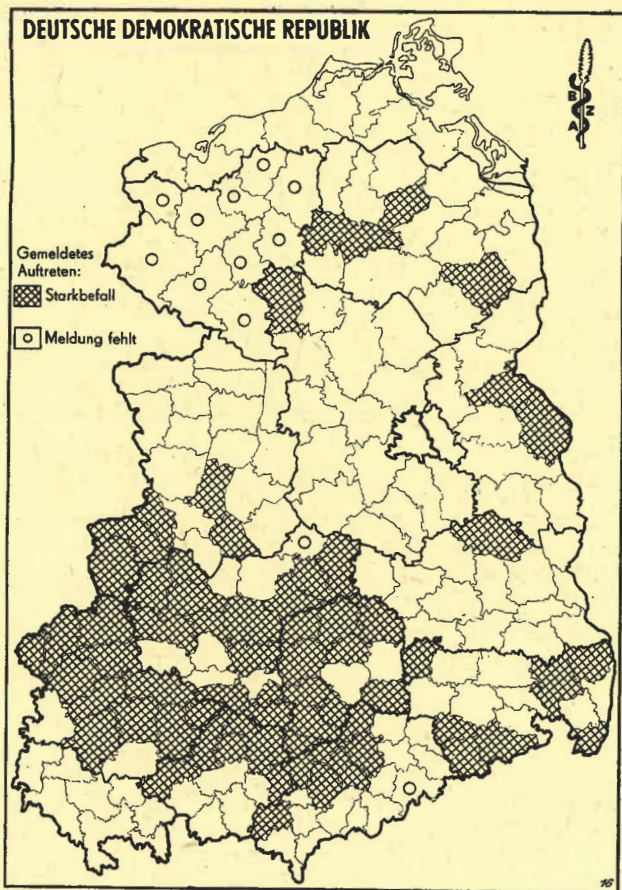 DEUTSCHE DEMOKRATISCHE REPUBLIK
B
Z
A
Gemeldetes
Auftreten:
Starkbefall
Meldung fehlt
16